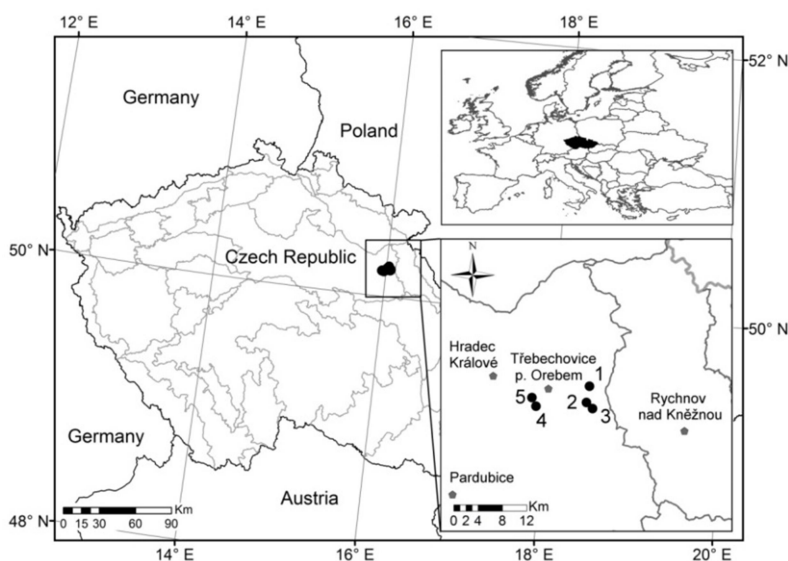 12° E
14° E
16° E
18° E
Germany
Poland
52° N
50° N
Czech Republic
N
50° N
Hradec
Králové
Třebechovice
p. Orebem
1
5
2
3
4
Rychnov
nad Kněžnou
Germany
Austria
Pardubice
Km
0 15 30 60 90
Km
0 2 4 8 12
48° N
14° E
16° E
18° E
20° E